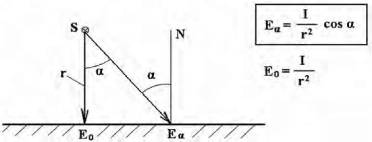 S
N
r
α
α
E₀
Eα
Eα = I/r² cos α
E₀ = I/r²